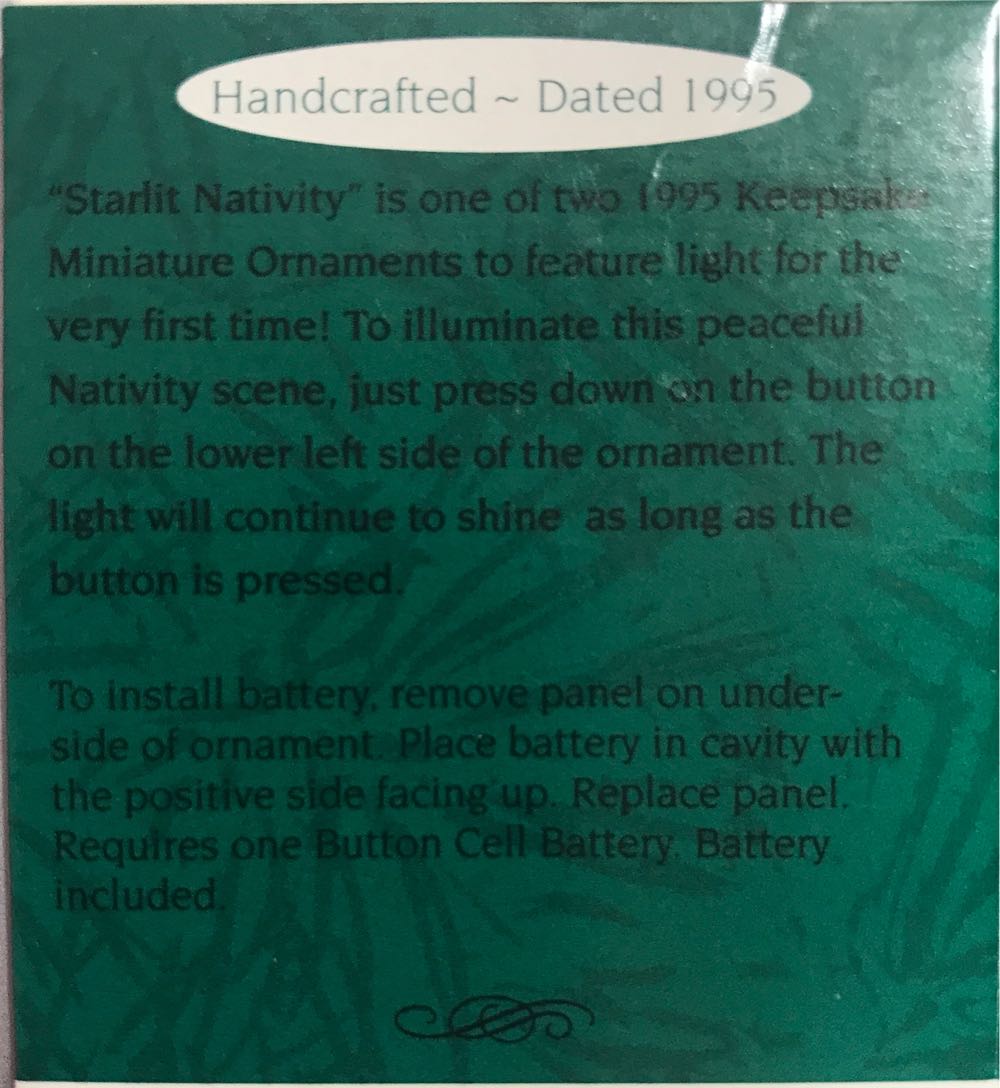 Handcrafted ~ Dated 1995
“Starlit Nativity” is one of two 1995 Keepsake
Miniature Ornaments to feature light for the
very first time! To illuminate this peaceful
Nativity scene, just press down on the button
on the lower left side of the ornament. The
light will continue to shine as long as the
button is pressed.
To install battery, remove panel on under-
side of ornament. Place battery in cavity with
the positive side facing up. Replace panel.
Requires one Button Cell Battery. Battery
included.